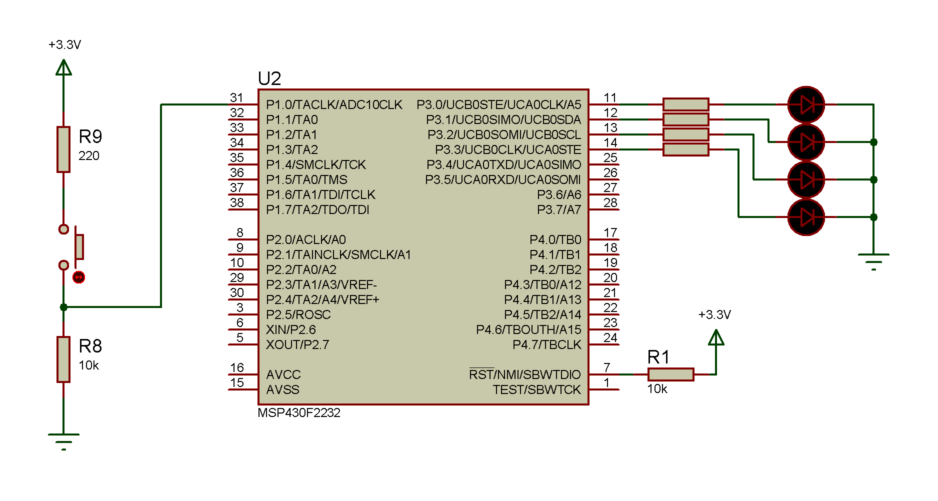 +3.3V
R9
220
R8
10k
U2
31 P1.0/TACLK/ADC10CLK
32 P1.1/TA0
33 P1.2/TA1
34 P1.3/TA2
35 P1.4/SMCLK/TCK
36 P1.5/TA0/TMS
37 P1.6/TA1/TDI/TCLK
38 P1.7/TA2/TDO/TDI
8 P2.0/ACLK/A0
9 P2.1/TAINCLK/SMCLK/A1
10 P2.2/TA0/A2
29 P2.3/TA1/A3/VREF-
30 P2.4/TA2/A4/VREF+
3 P2.5/ROSC
6 XIN/P2.6
5 XOUT/P2.7
16 AVCC
15 AVSS
P3.0/UCB0STE/UCA0CLK/A5 11
P3.1/UCB0SIMO/UCB0SDA 12
P3.2/UCB0SOMI/UCB0SCL 13
P3.3/UCB0CLK/UCA0STE 14
P3.4/UCA0TXD/UCA0SIMO 25
P3.5/UCA0RXD/UCA0SOMI 26
P3.6/A6 27
P3.7/A7 28
P4.0/TB0 17
P4.1/TB1 18
P4.2/TB2 19
P4.3/TB0/A12 20
P4.4/TB1/A13 21
P4.5/TB2/A14 22
P4.6/TBOUTH/A15 23
P4.7/TBCLK 24
RST/NMI/SBWTDIO 7
TEST/SBWTCK 1
MSP430F2232
R1
10k
+3.3V